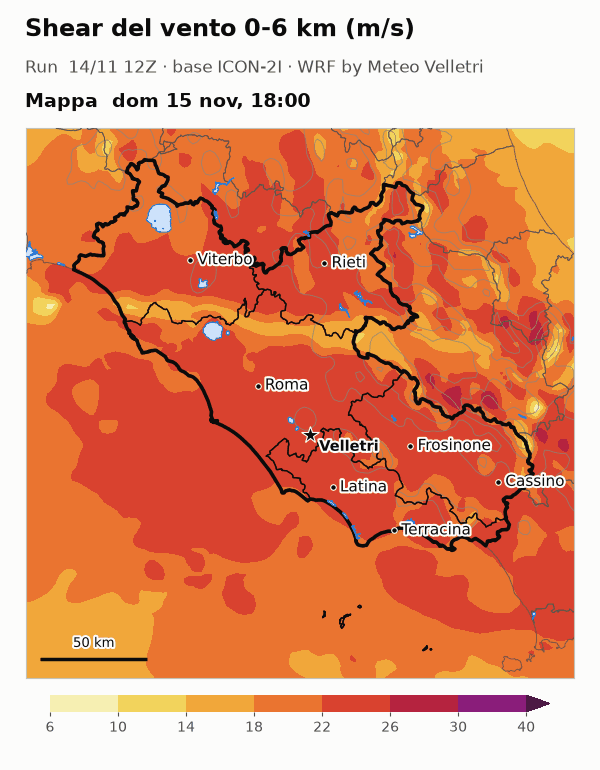 Shear del vento 0-6 km (m/s)
Run  14/11 12Z · base ICON-2I · WRF by Meteo Velletri
Mappa  dom 15 nov, 18:00
Viterbo
Rieti
Roma
Velletri
Frosinone
Latina
Cassino
Terracina
50 km
6 10 14 18 22 26 30 40